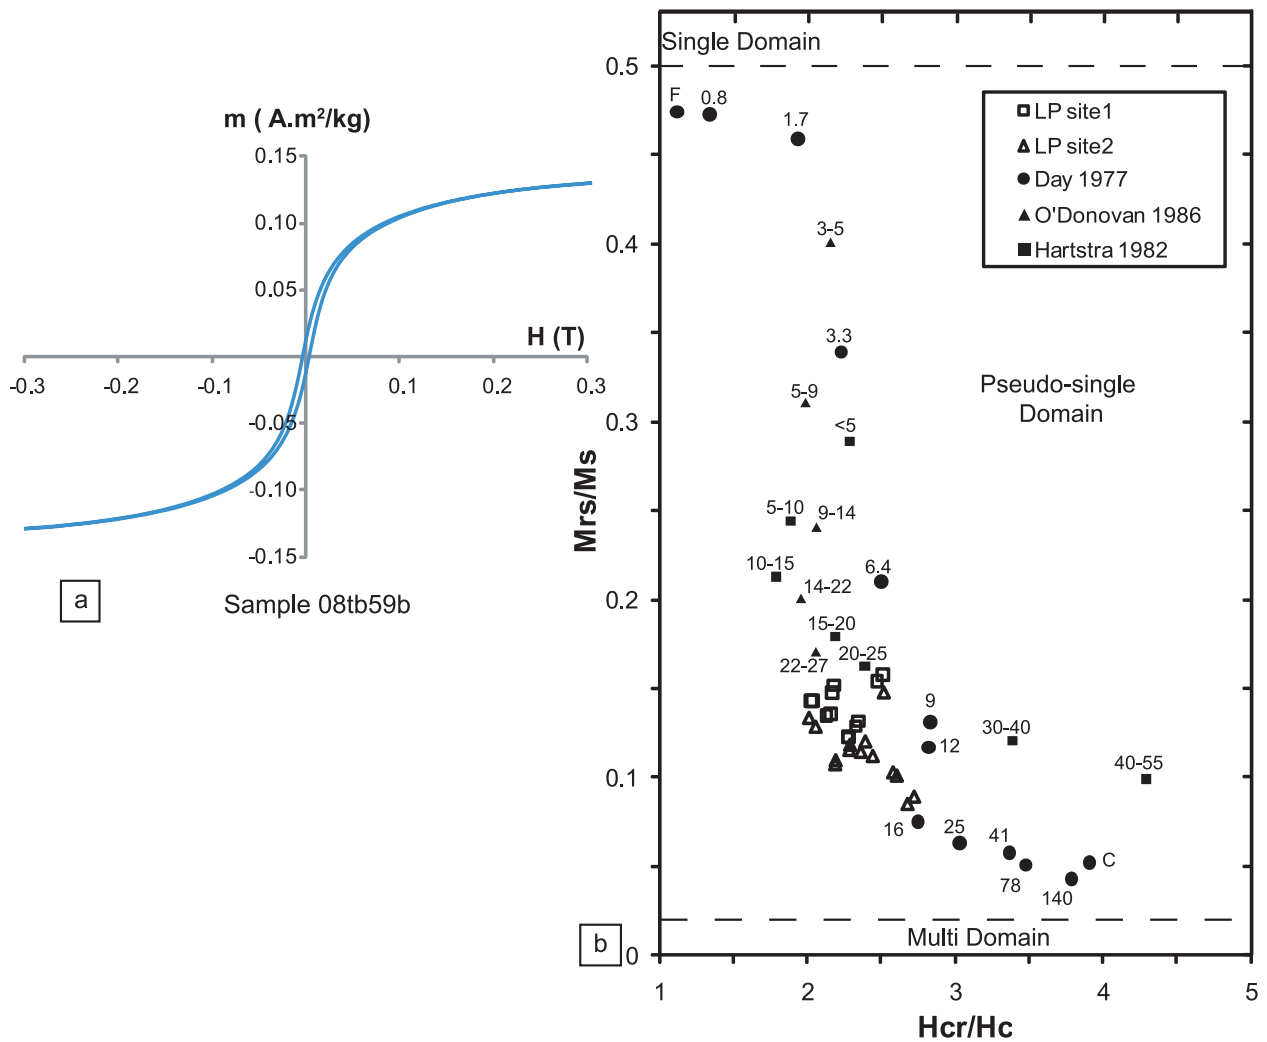 m ( A.m²/kg)
0.15
0.10
0.05
H (T)
-0.3
-0.2
-0.1
0.1
0.2
0.3
-0.05
-0.10
-0.15
a
Sample 08tb59b
Single Domain
0.5
F
0.8
1.7
LP site1
LP site2
Day 1977
O'Donovan 1986
Hartstra 1982
3-5
0.4
3.3
Pseudo-single
Domain
5-9
<5
0.3
Mrs/Ms
5-10
9-14
10-15
6.4
14-22
0.2
15-20
20-25
22-27
9
30-40
12
40-55
0.1
16
25
41
C
78
140
Multi Domain
b
0
1
2
3
4
5
Hcr/Hc